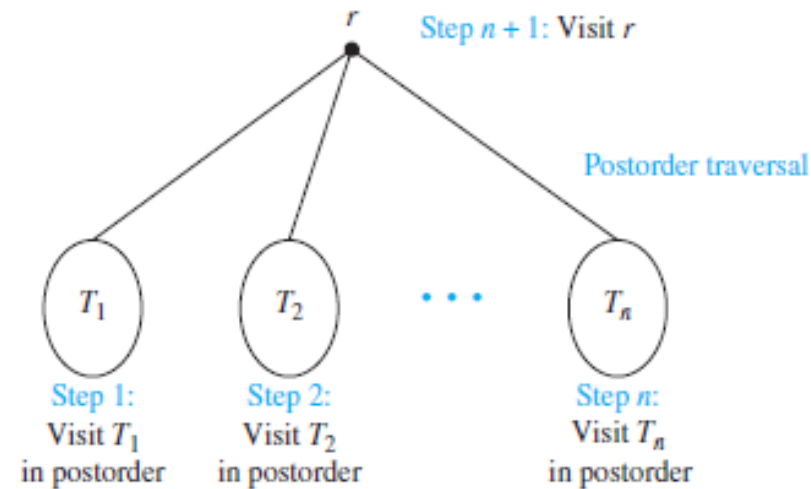 r
Step n + 1: Visit r
Postorder traversal
T1
T2
• • •
Tn
Step 1:
Visit T1
in postorder
Step 2:
Visit T2
in postorder
Step n:
Visit Tn
in postorder